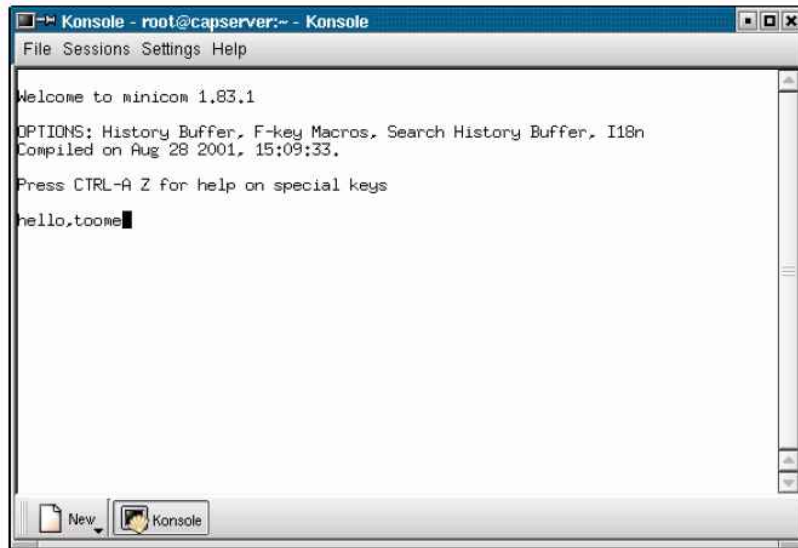 Konsole - root@capserver:~ - Konsole
File Sessions Settings Help
Welcome to minicom 1.83.1
OPTIONS: History Buffer, F-key Macros, Search History Buffer, I18n
Compiled on Aug 28 2001, 15:09:33.
Press CTRL-A Z for help on special keys
hello,toome
New
Konsole